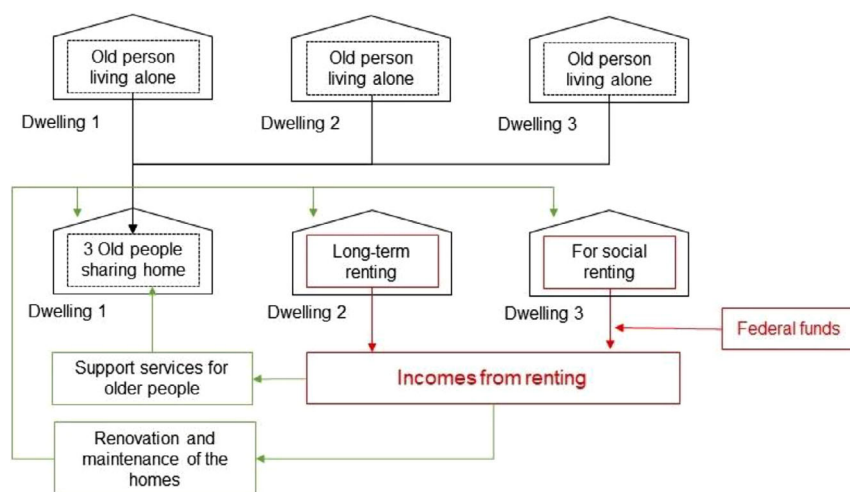 Old person
living alone
Old person
living alone
Old person
living alone
Dwelling 1
Dwelling 2
Dwelling 3
3 Old people
sharing home
Long-term
renting
For social
renting
Dwelling 1
Dwelling 2
Dwelling 3
Federal funds
Support services for
older people
Incomes from renting
Renovation and
maintenance of the
homes